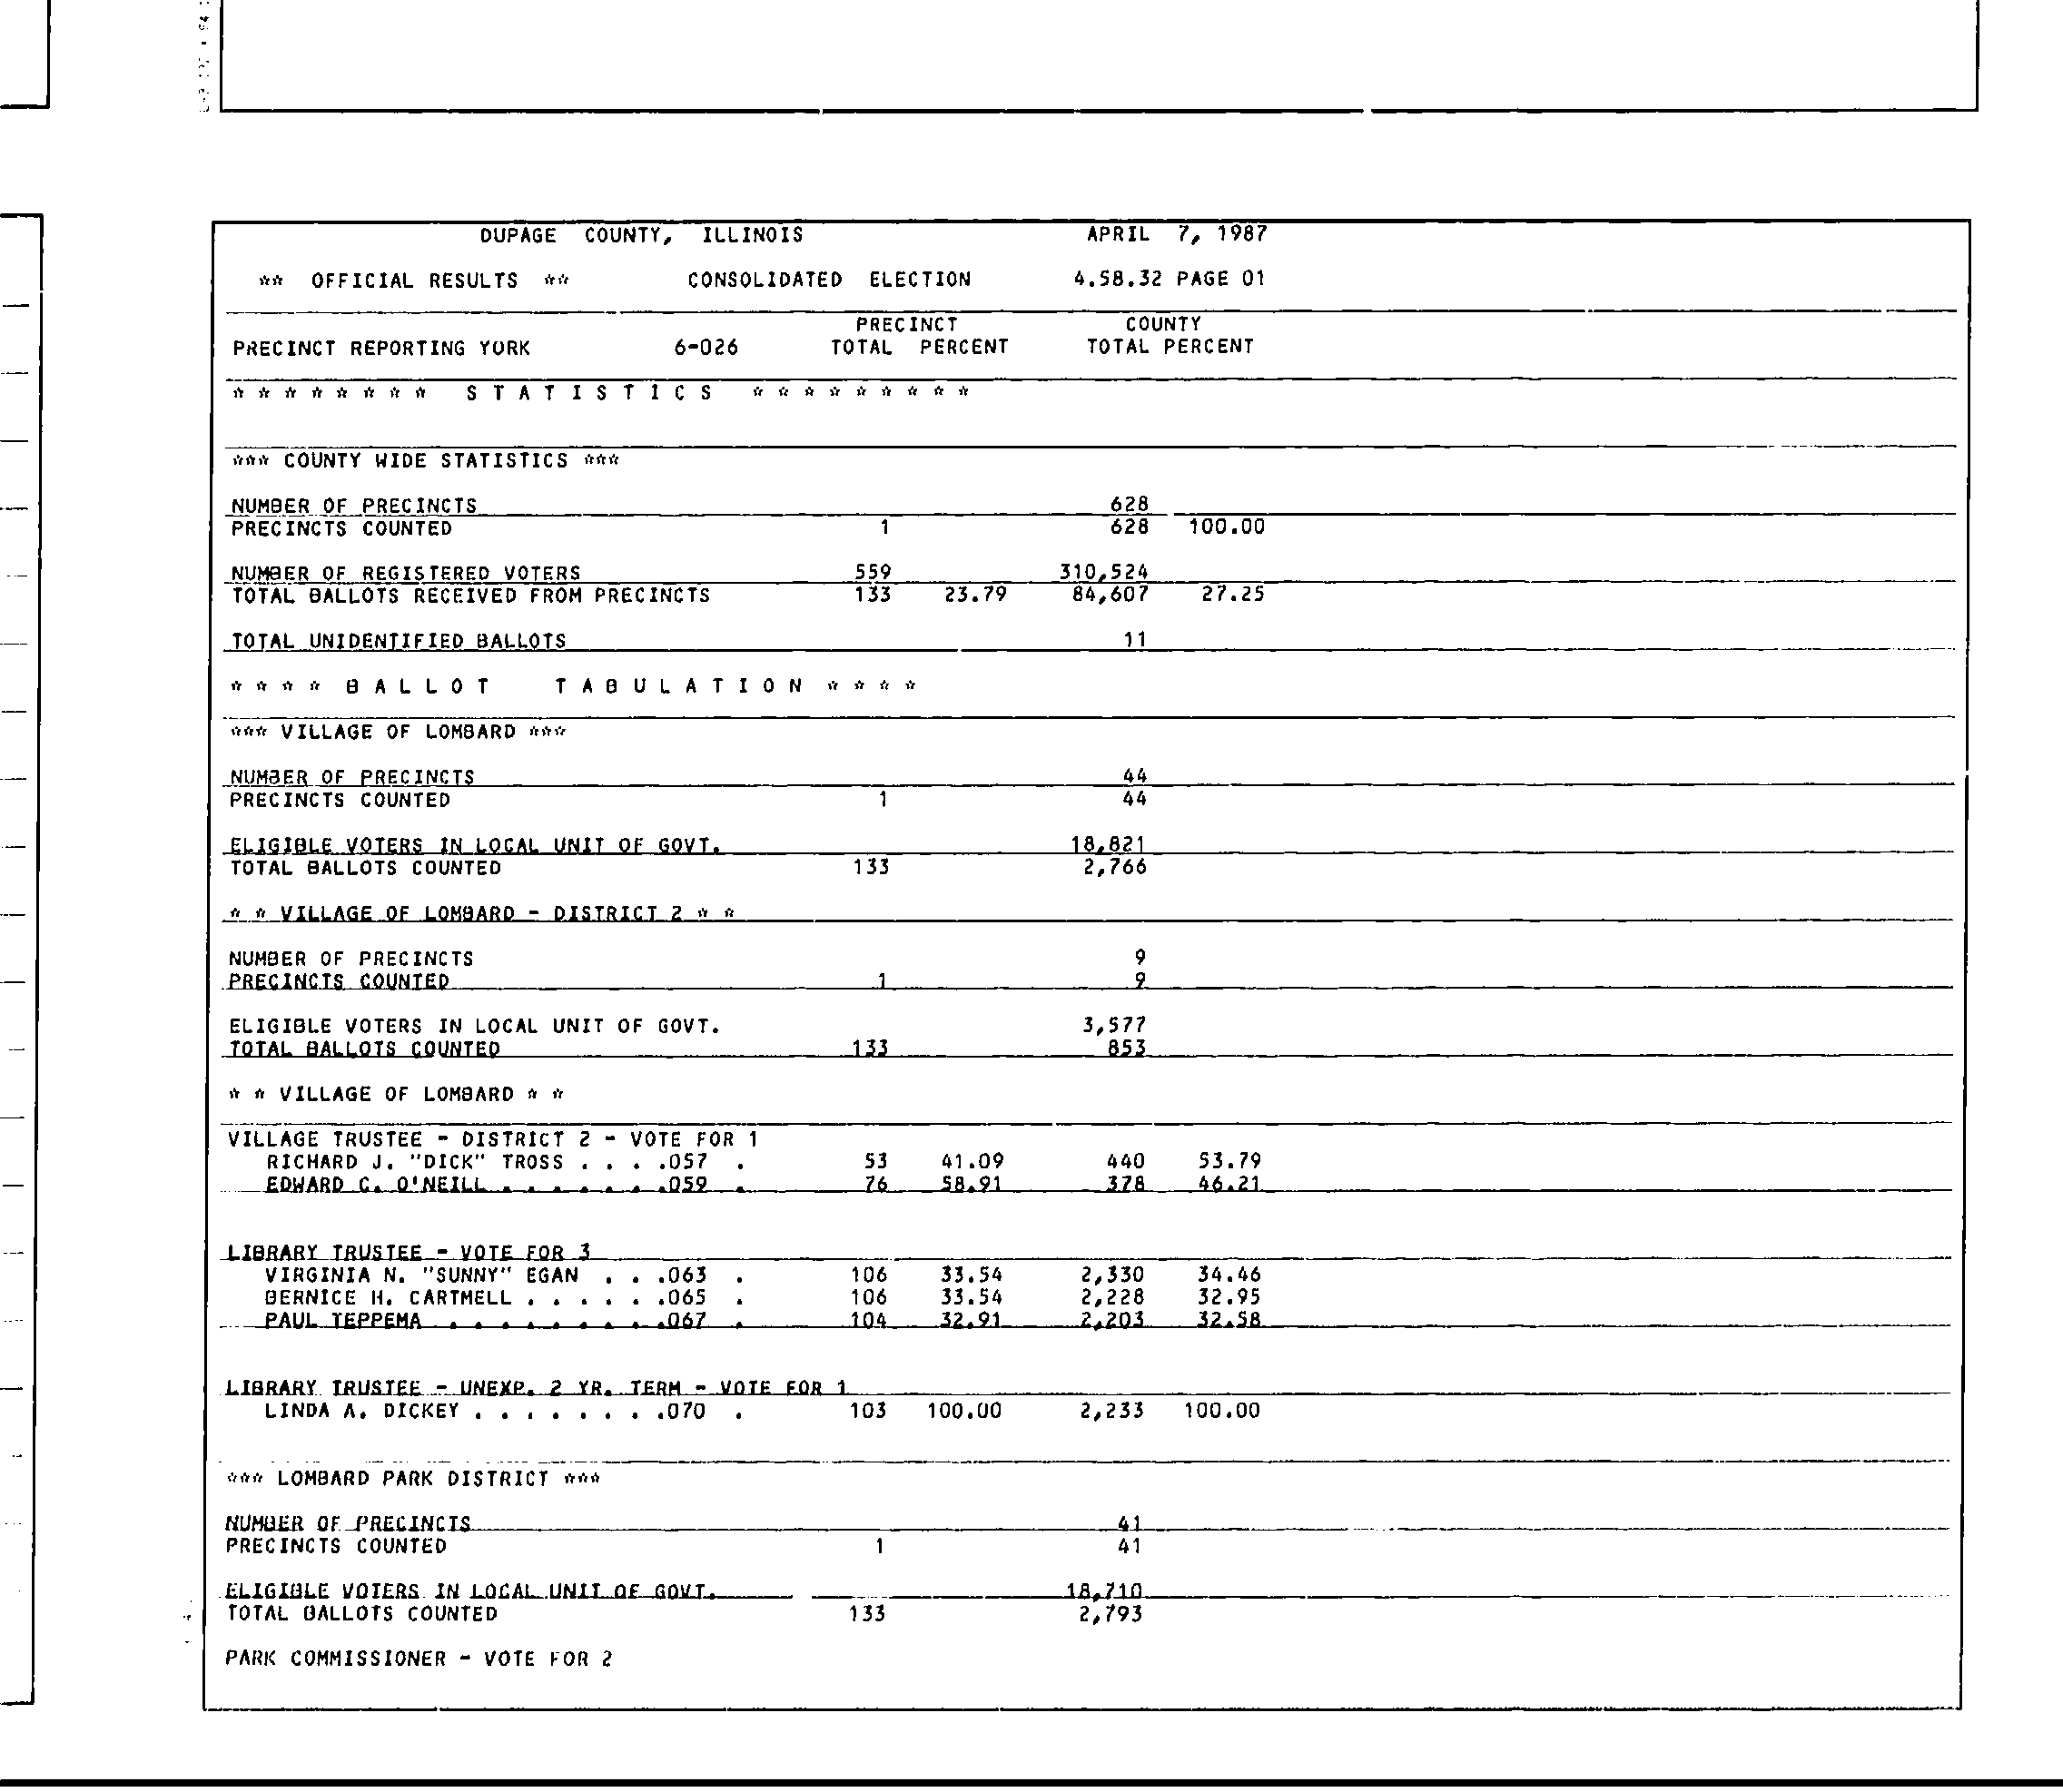 DUPAGE COUNTY, ILLINOIS APRIL 7, 1987
** OFFICIAL RESULTS ** CONSOLIDATED ELECTION 4.58.32 PAGE 01
PRECINCT COUNTY
PRECINCT REPORTING YORK 6-026 TOTAL PERCENT TOTAL PERCENT
* * * * * * * * S T A T I S T I C S * * * * * * * * *
*** COUNTY WIDE STATISTICS ***
NUMBER OF PRECINCTS 628
PRECINCTS COUNTED 1 628 100.00
NUMBER OF REGISTERED VOTERS 559 310,524
TOTAL BALLOTS RECEIVED FROM PRECINCTS 133 23.79 84,607 27.25
TOTAL UNIDENTIFIED BALLOTS 11
* * * * B A L L O T T A B U L A T I O N * * * *
*** VILLAGE OF LOMBARD ***
NUMBER OF PRECINCTS 44
PRECINCTS COUNTED 1 44
ELIGIBLE VOTERS IN LOCAL UNIT OF GOVT. 18,821
TOTAL BALLOTS COUNTED 133 2,766
* * VILLAGE OF LOMBARD - DISTRICT 2 * *
NUMBER OF PRECINCTS 9
PRECINCTS COUNTED 1 9
ELIGIBLE VOTERS IN LOCAL UNIT OF GOVT. 3,577
TOTAL BALLOTS COUNTED 133 853
* * VILLAGE OF LOMBARD * *
VILLAGE TRUSTEE - DISTRICT 2 - VOTE FOR 1
RICHARD J. "DICK" TROSS . . . .057 . 53 41.09 440 53.79
EDWARD C. O'NEILL . . . . . . .059 . 76 58.91 378 46.21
LIBRARY TRUSTEE - VOTE FOR 3
VIRGINIA N. "SUNNY" EGAN . . .063 . 106 33.54 2,330 34.46
BERNICE H. CARTMELL . . . . . .065 . 106 33.54 2,228 32.95
PAUL TEPPEMA . . . . . . . . .067 . 104 32.91 2,203 32.58
LIBRARY TRUSTEE - UNEXP. 2 YR. TERM - VOTE FOR 1
LINDA A. DICKEY . . . . . . . .070 . 103 100.00 2,233 100.00
*** LOMBARD PARK DISTRICT ***
NUMBER OF PRECINCTS 41
PRECINCTS COUNTED 1 41
ELIGIBLE VOTERS IN LOCAL UNIT OF GOVT. 18,710
TOTAL BALLOTS COUNTED 133 2,793
PARK COMMISSIONER - VOTE FOR 2